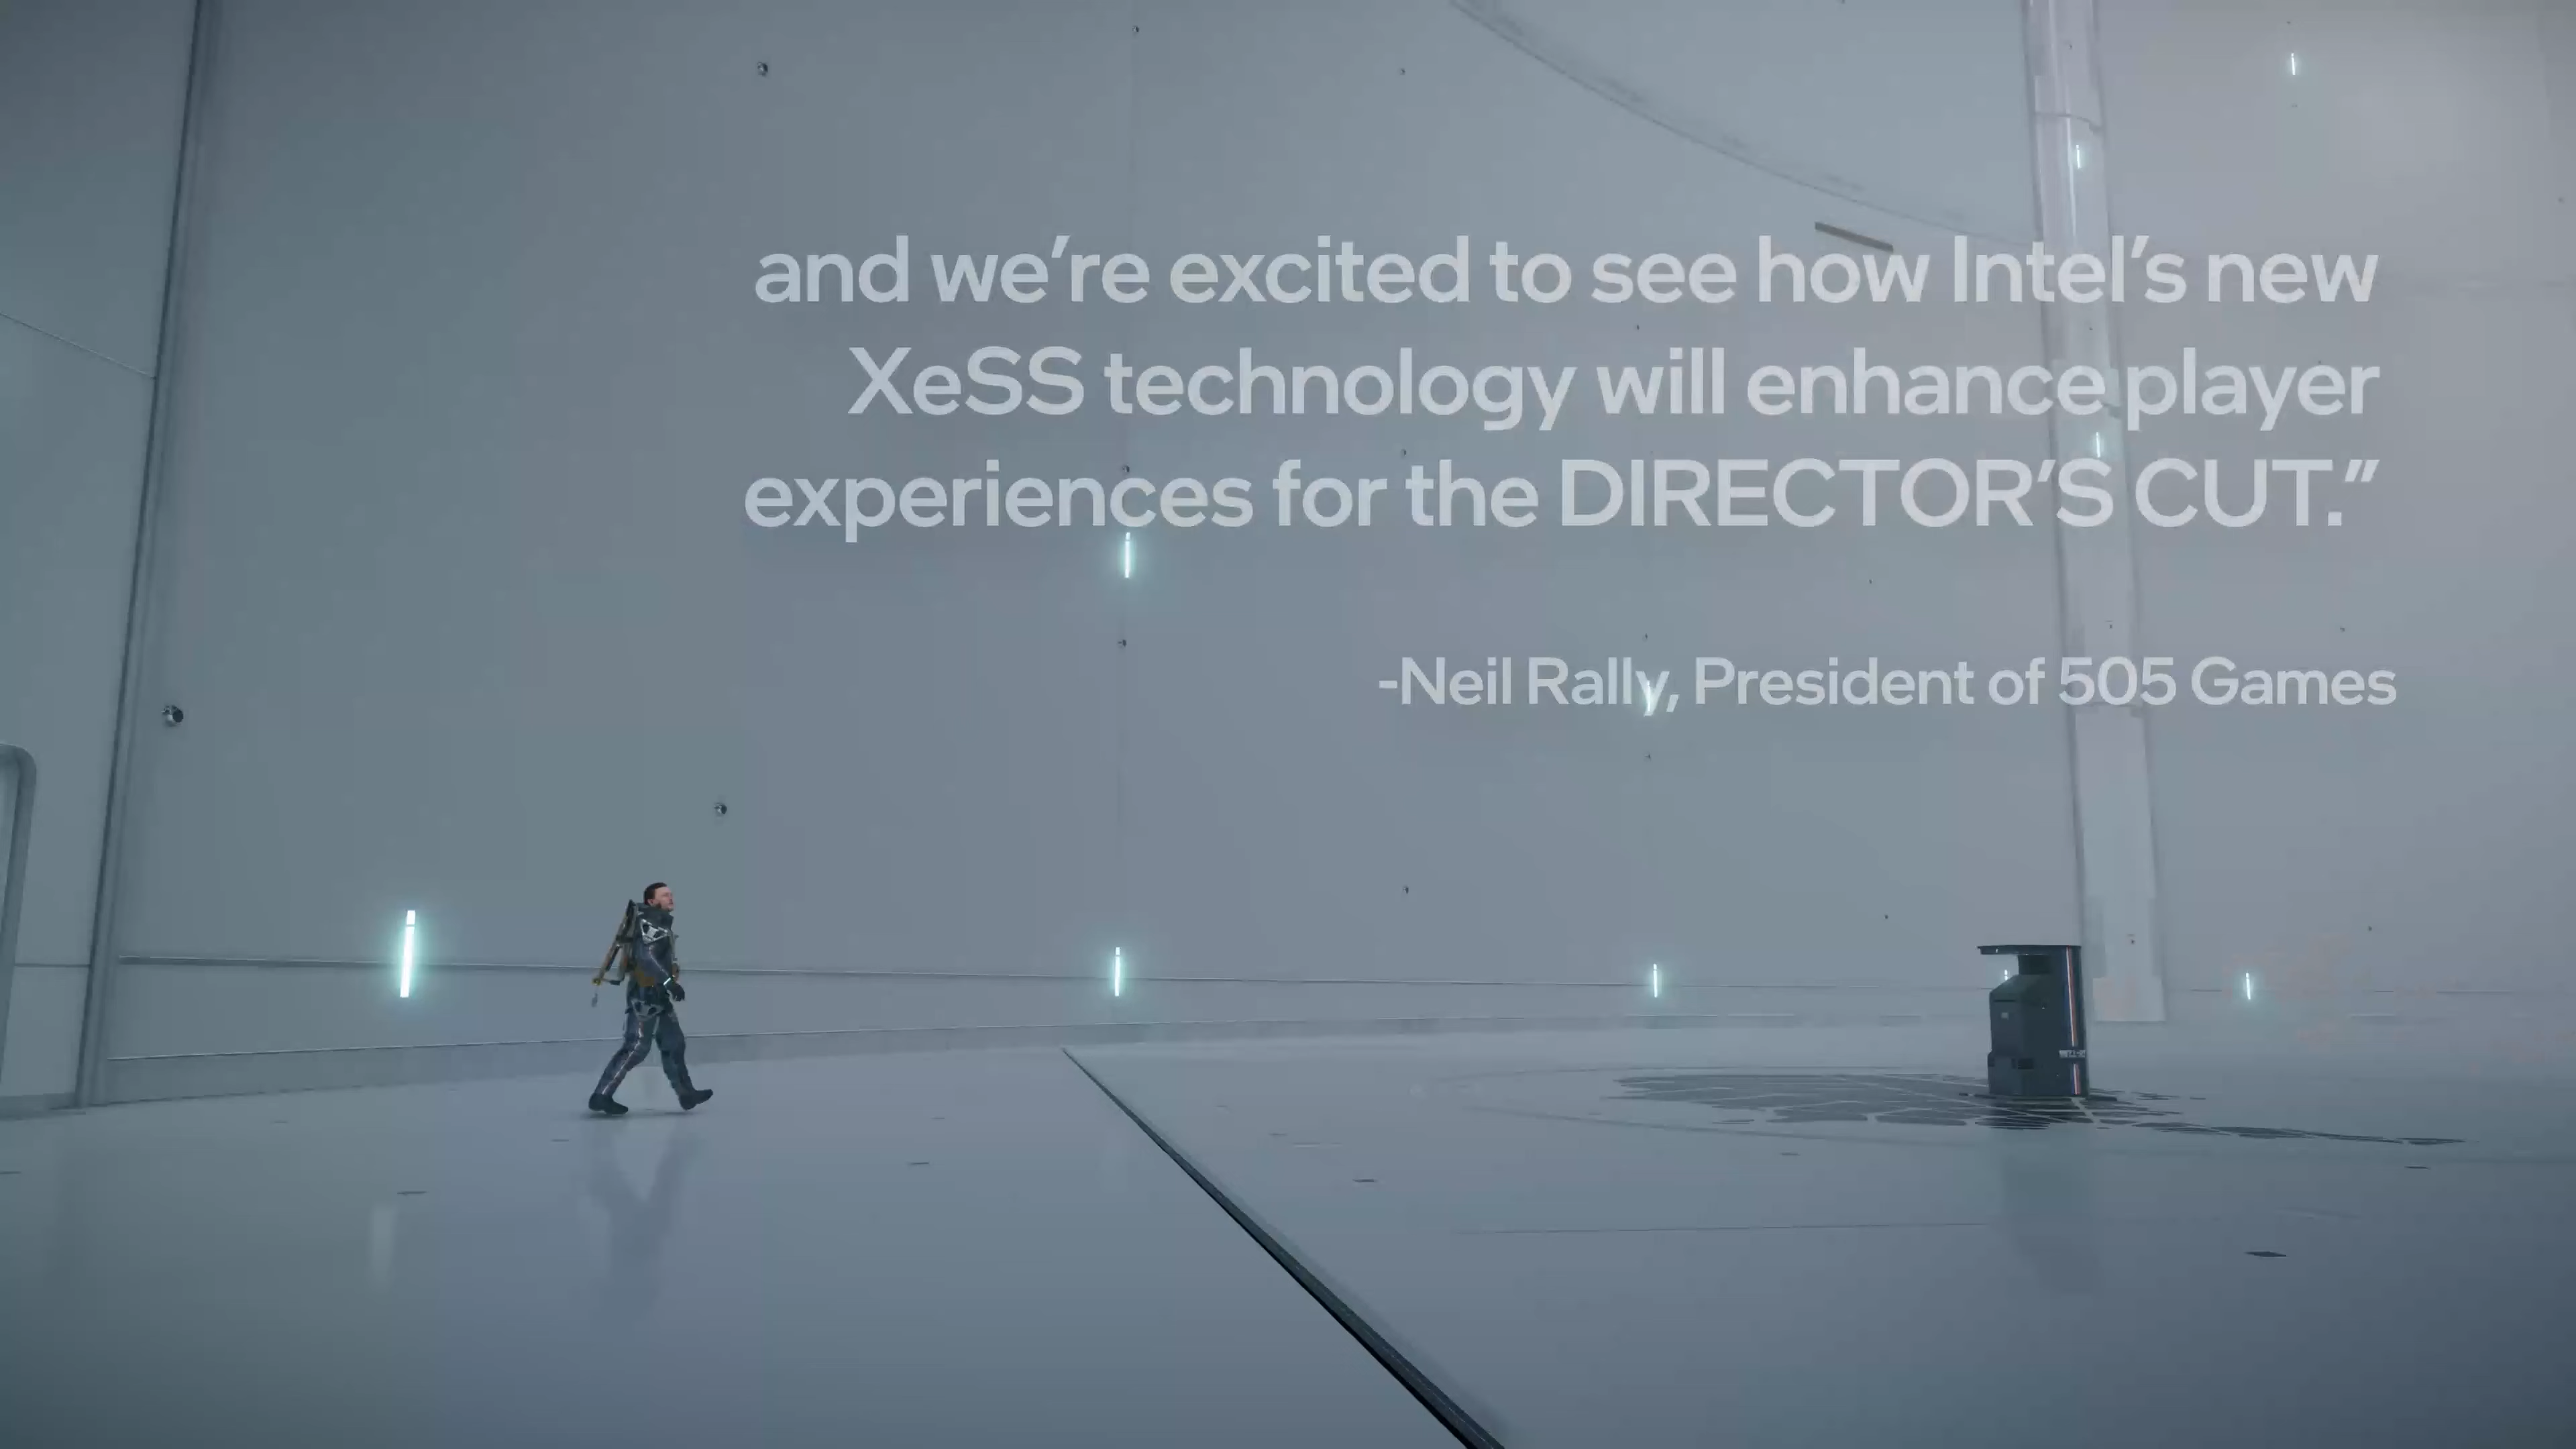 and we’re excited to see how Intel’s new
XeSS technology will enhance player
experiences for the DIRECTOR’S CUT.”
-Neil Rally, President of 505 Games